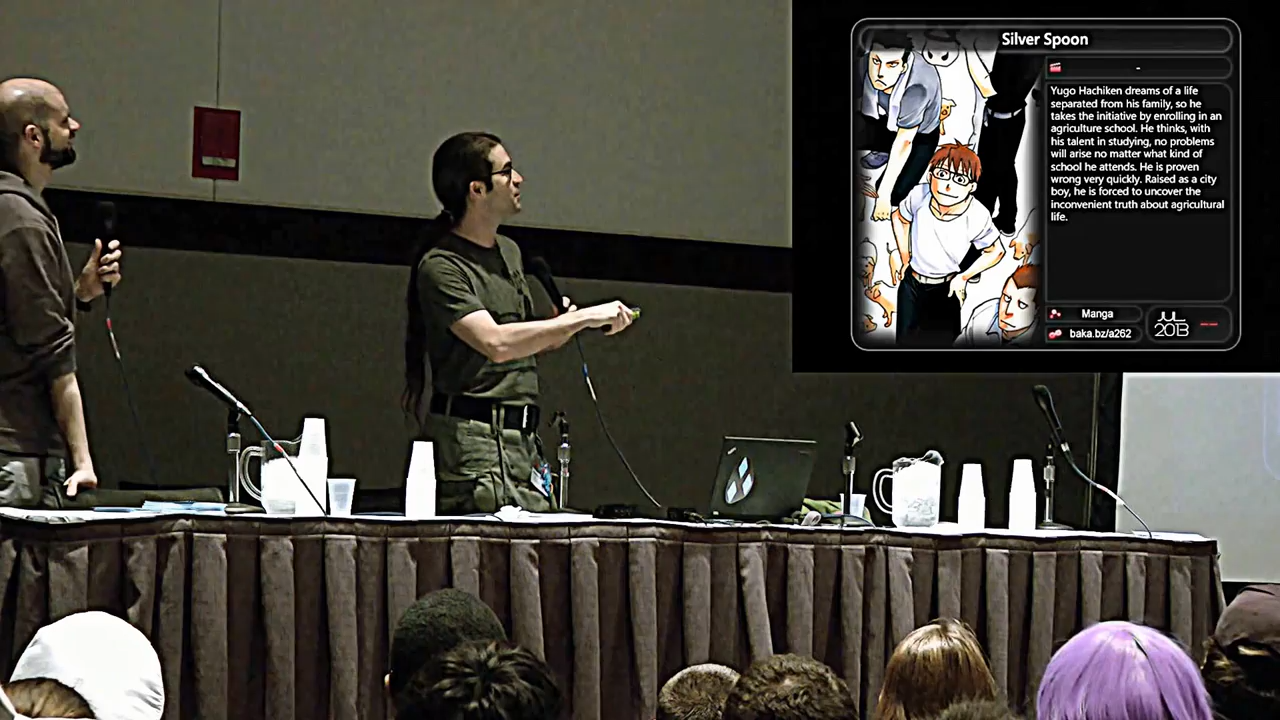 Silver Spoon
-
Yugo Hachiken dreams of a life
separated from his family, so he
takes the initiative by enrolling in an
agriculture school. He thinks, with
his talent in studying, no problems
will arise no matter what kind of
school he attends. He is proven
wrong very quickly. Raised as a city
boy, he is forced to uncover the
inconvenient truth about agricultural
life.
Manga
baka.bz/a262
JUL
2013